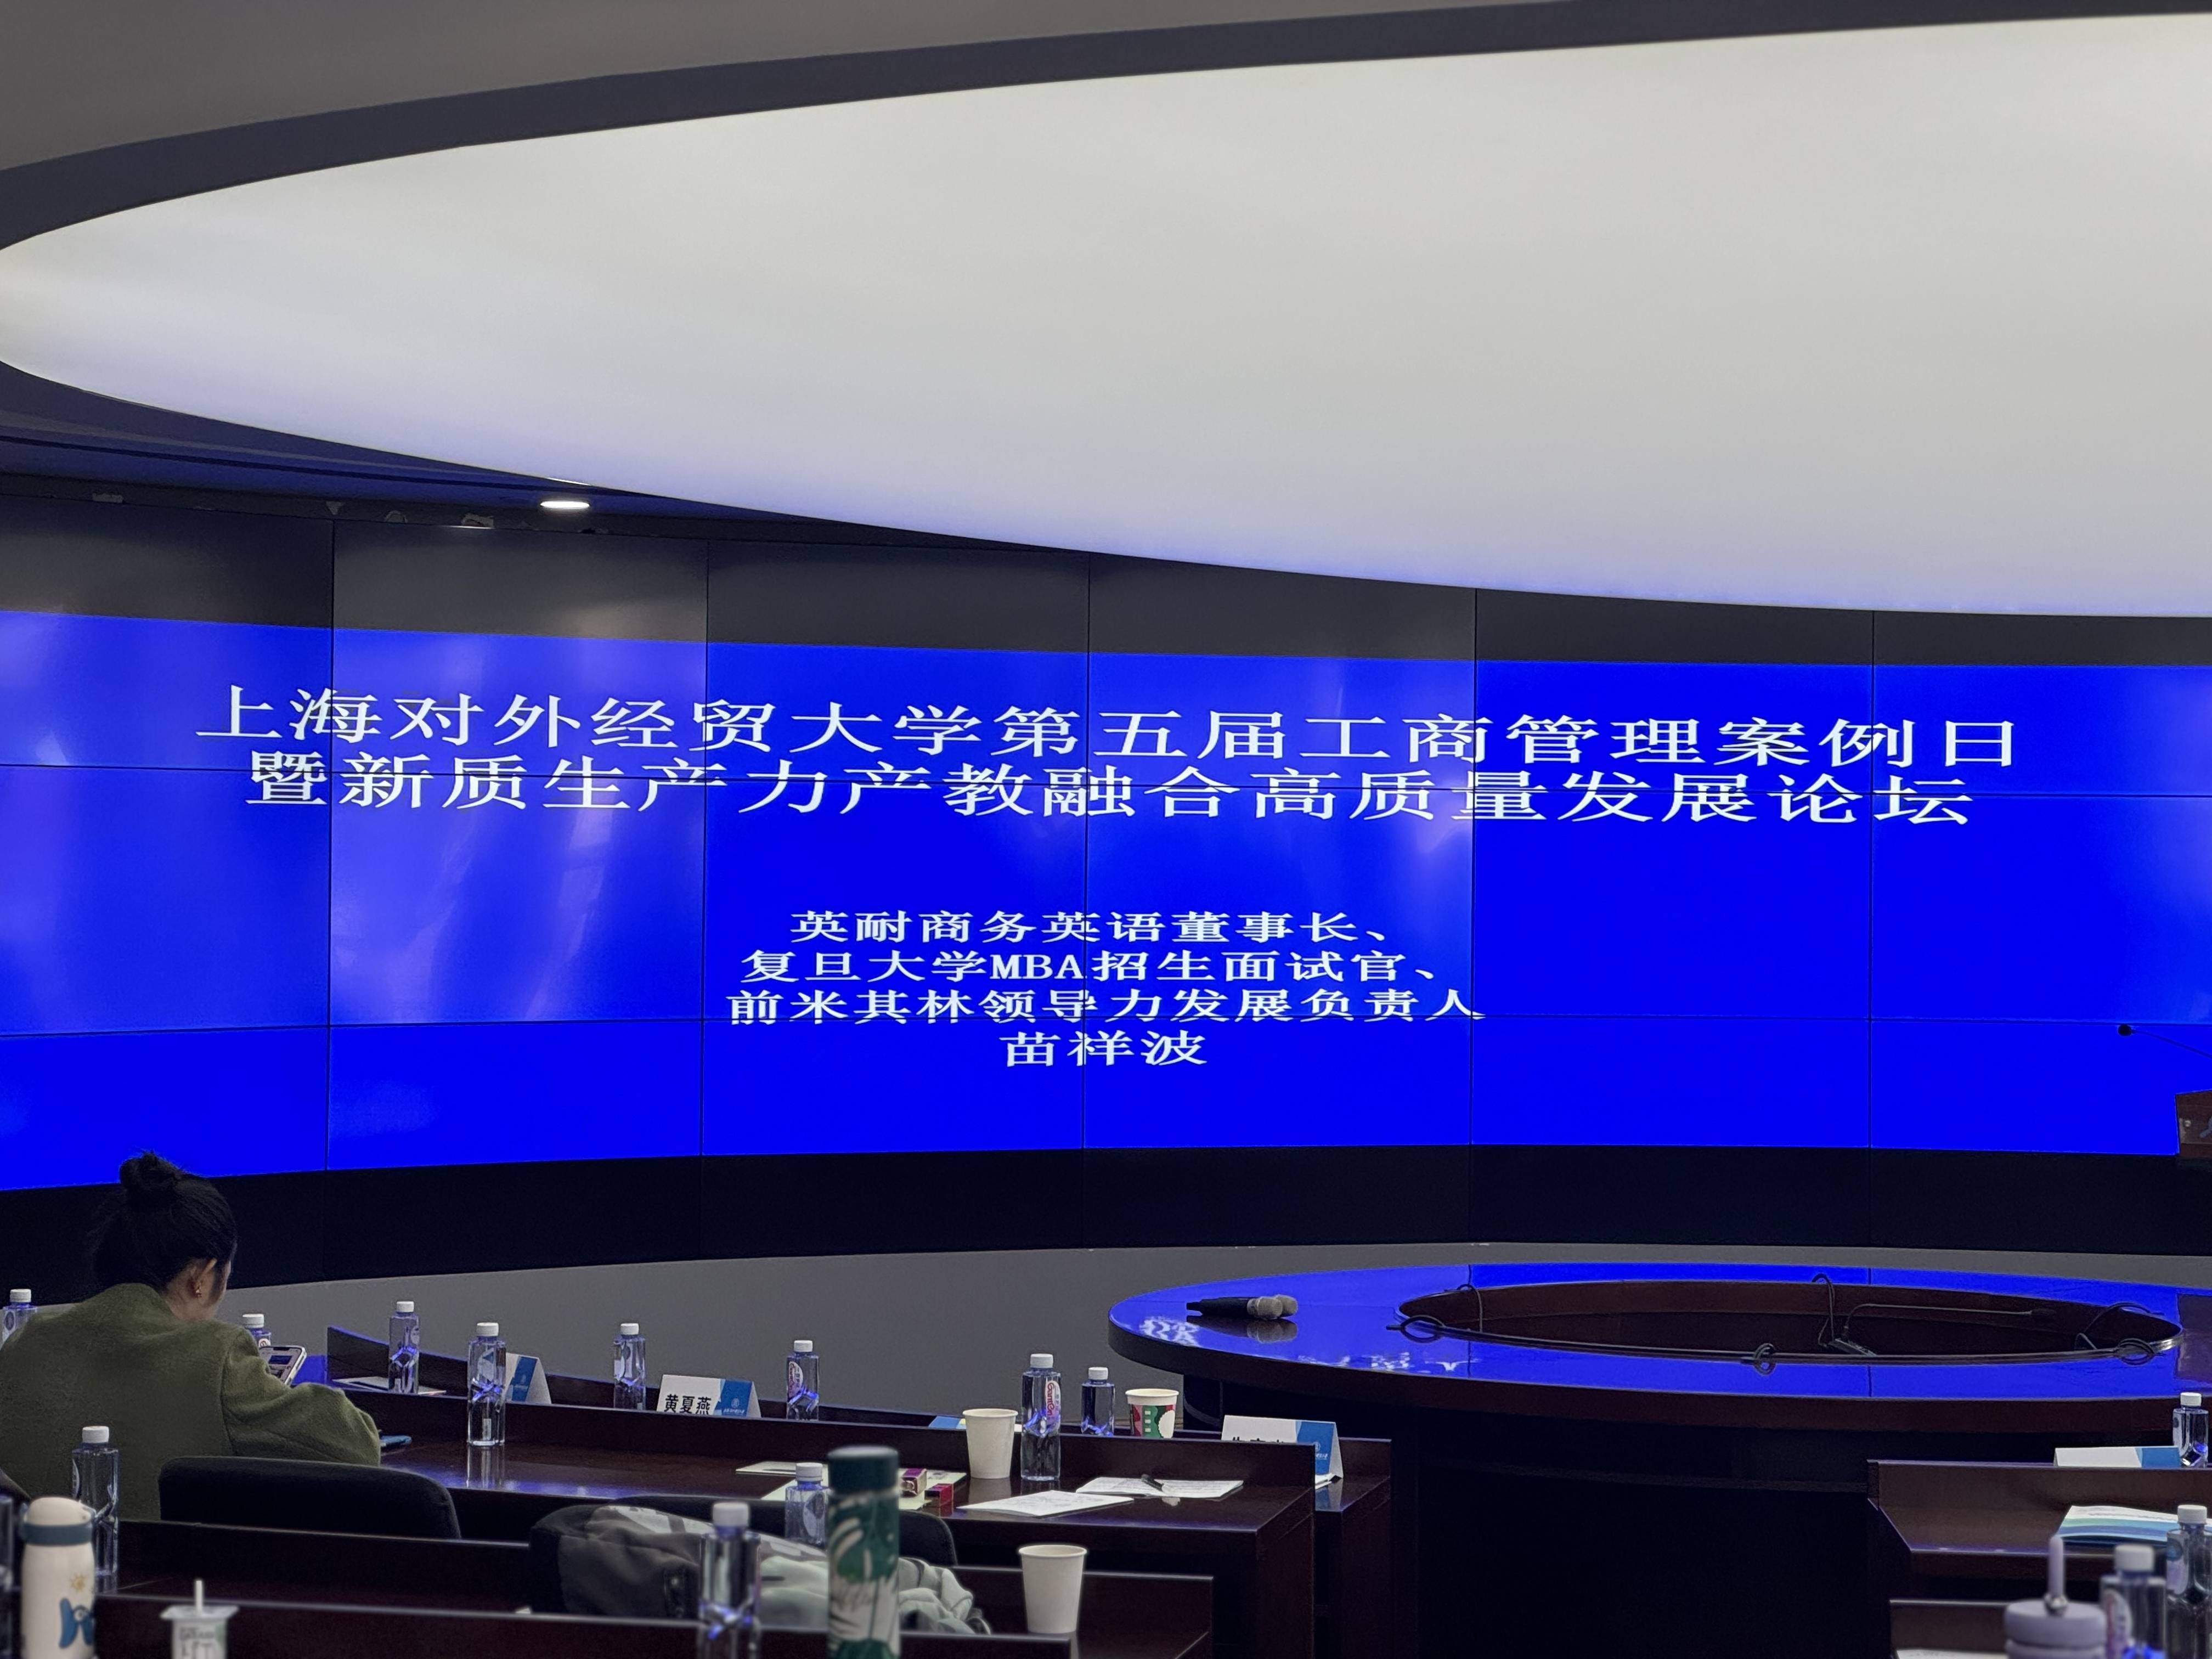 上海对外经贸大学第五届工商管理案例日
暨新质生产力产教融合高质量发展论坛
英耐商务英语董事长、
复旦大学MBA招生面试官、
前米其林领导力发展负责人
苗祥波
黄夏燕